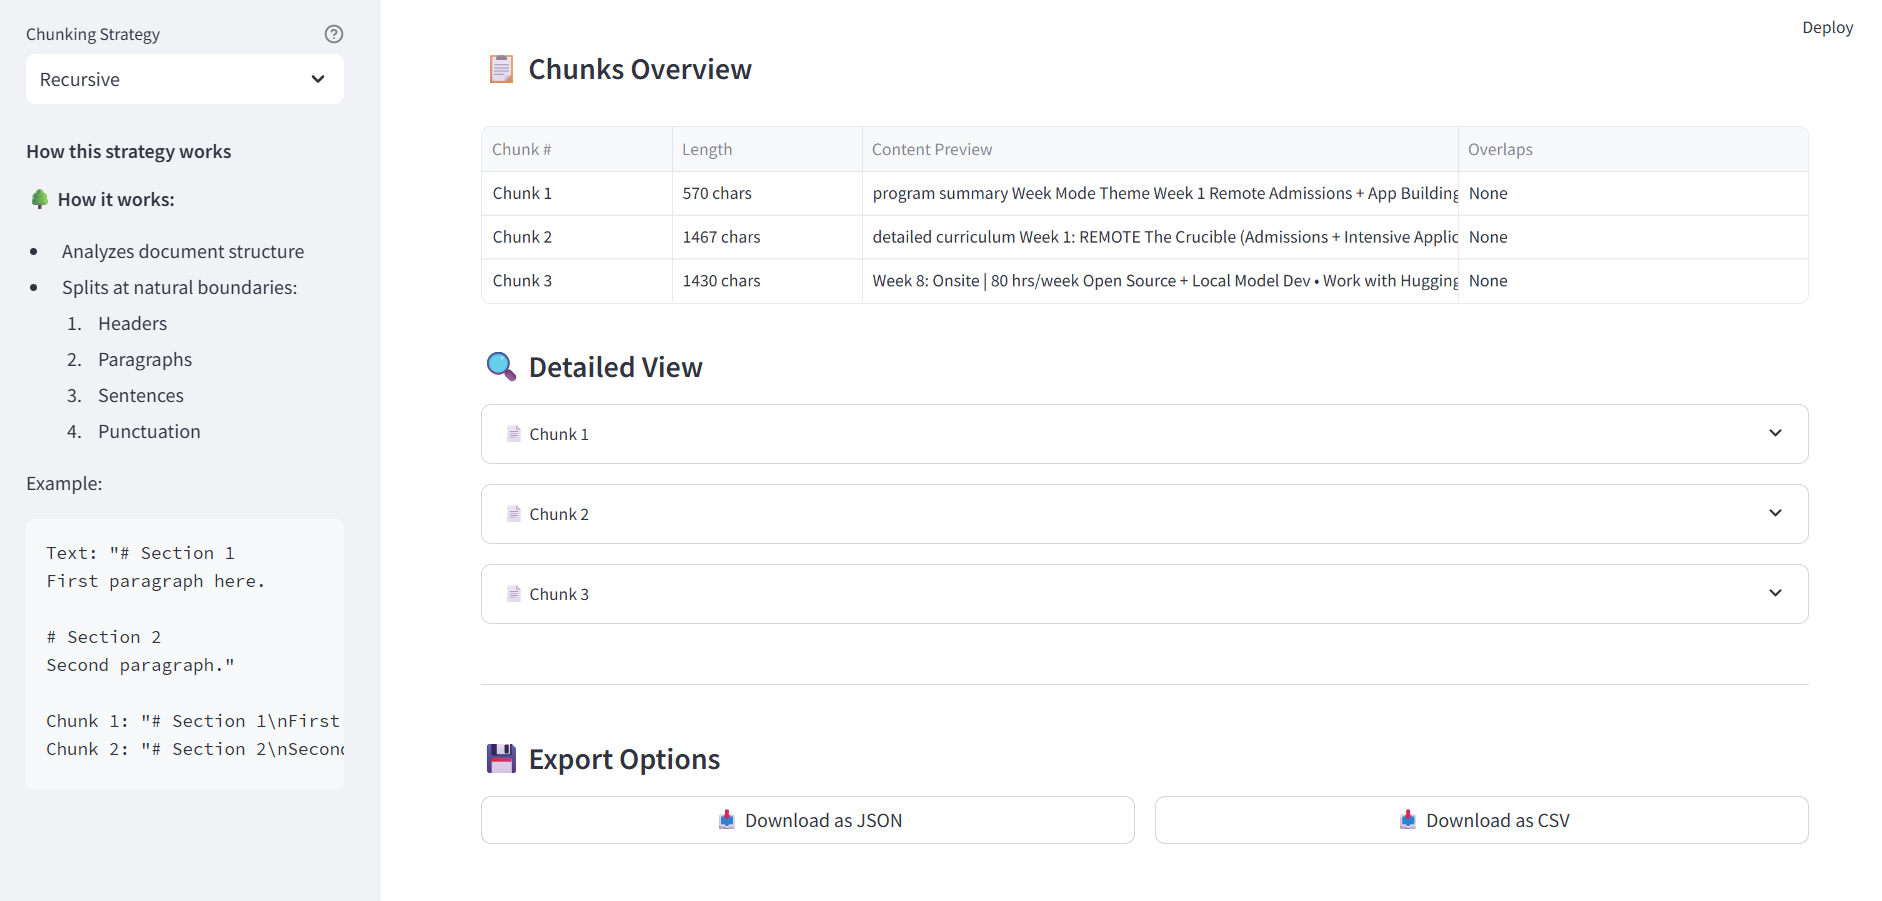 Chunking Strategy
Recursive
How this strategy works
How it works:
• Analyzes document structure
• Splits at natural boundaries:
1. Headers
2. Paragraphs
3. Sentences
4. Punctuation
Example:
Text: "# Section 1
First paragraph here.
# Section 2
Second paragraph."
Chunk 1: "# Section 1\nFirst
Chunk 2: "# Section 2\nSecond
Deploy
Chunks Overview
Chunk # Length Content Preview Overlaps
Chunk 1 570 chars program summary Week Mode Theme Week 1 Remote Admissions + App Building None
Chunk 2 1467 chars detailed curriculum Week 1: REMOTE The Crucible (Admissions + Intensive Applic None
Chunk 3 1430 chars Week 8: Onsite | 80 hrs/week Open Source + Local Model Dev • Work with Hugging None
Detailed View
Chunk 1
Chunk 2
Chunk 3
Export Options
Download as JSON
Download as CSV